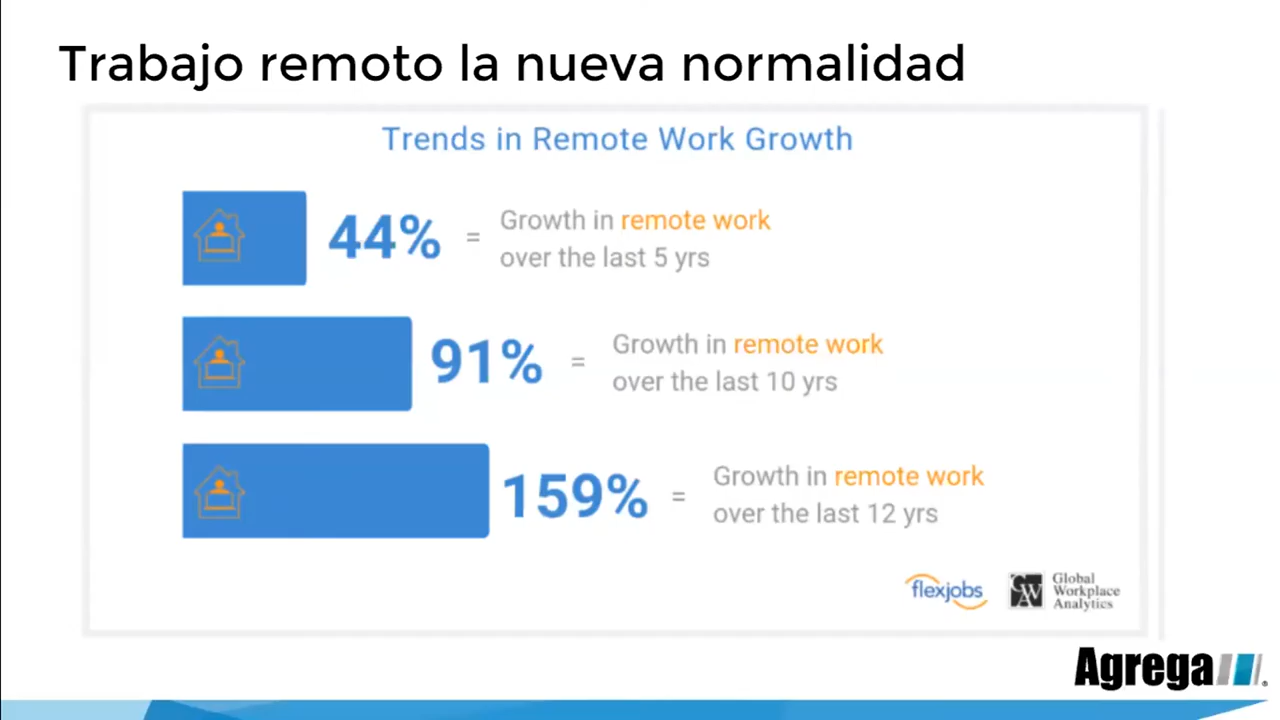 Trabajo remoto la nueva normalidad
Trends in Remote Work Growth
44% = Growth in remote work
over the last 5 yrs
91% = Growth in remote work
over the last 10 yrs
159% = Growth in remote work
over the last 12 yrs
flexjobs
GWA
Global
Workplace
Analytics
Agrega